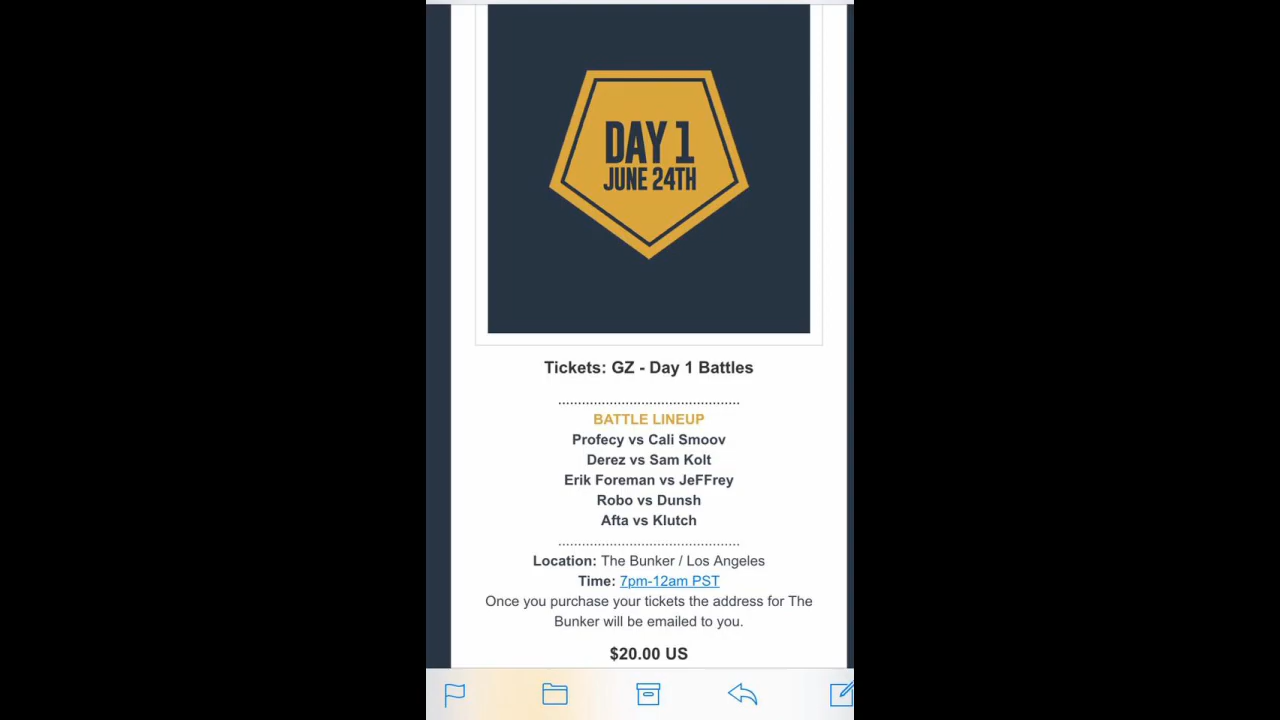 DAY 1
JUNE 24TH
Tickets: GZ - Day 1 Battles
..............................................
BATTLE LINEUP
Profecy vs Cali Smoov
Derez vs Sam Kolt
Erik Foreman vs JeFFrey
Robo vs Dunsh
Afta vs Klutch
..............................................
Location: The Bunker / Los Angeles
Time: 7pm-12am PST
Once you purchase your tickets the address for The
Bunker will be emailed to you.
$20.00 US